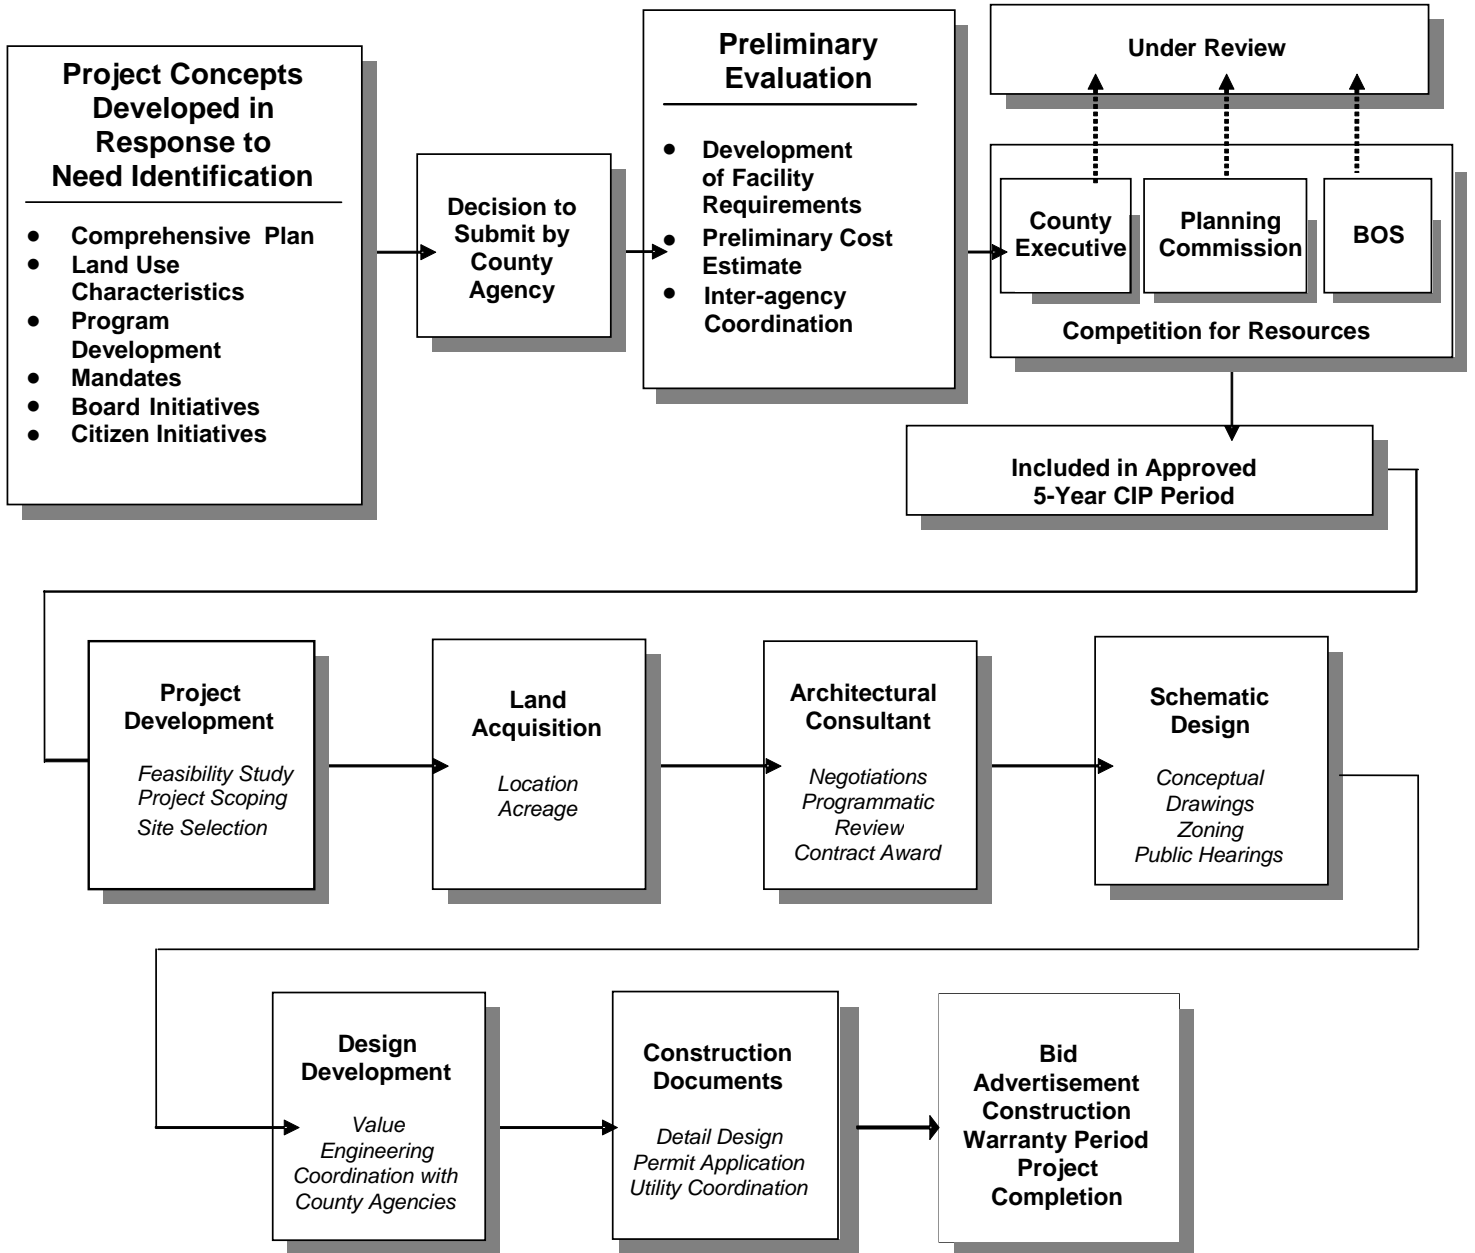 Project Concepts
Developed in
Response to
Need Identification
● Comprehensive Plan
● Land Use
Characteristics
● Program
Development
● Mandates
● Board Initiatives
● Citizen Initiatives
Decision to
Submit by
County
Agency
Preliminary
Evaluation
● Development
of Facility
Requirements
● Preliminary Cost
Estimate
● Inter-agency
Coordination
Under Review
County
Executive
Planning
Commission
BOS
Competition for Resources
Included in Approved
5-Year CIP Period
Project
Development
Feasibility Study
Project Scoping
Site Selection
Land
Acquisition
Location
Acreage
Architectural
Consultant
Negotiations
Programmatic
Review
Contract Award
Schematic
Design
Conceptual
Drawings
Zoning
Public Hearings
Design
Development
Value
Engineering
Coordination with
County Agencies
Construction
Documents
Detail Design
Permit Application
Utility Coordination
Bid
Advertisement
Construction
Warranty Period
Project
Completion